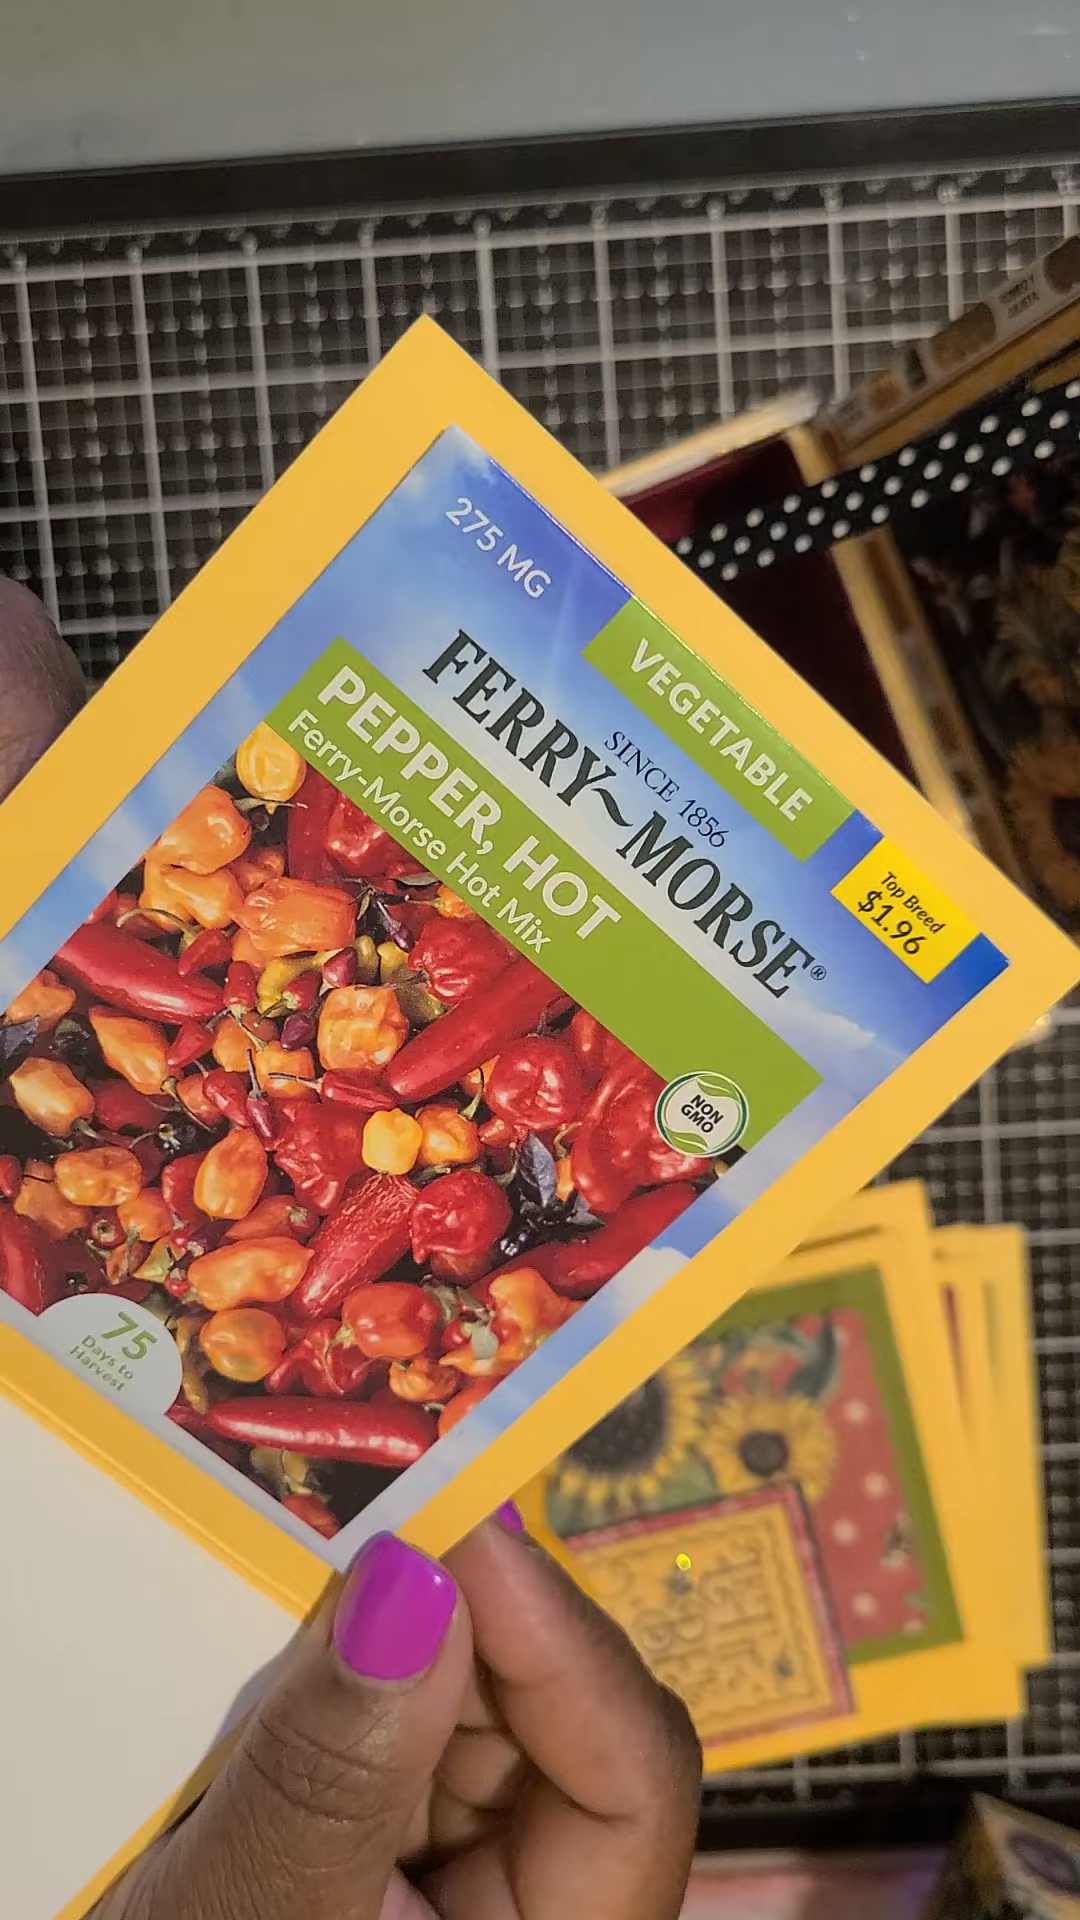 275 MG
VEGETABLE
FERRY~MORSE®
SINCE 1856
Top Breed
$1.96
PEPPER, HOT
Ferry-Morse Hot Mix
NON
GMO
75
Days to
Harvest